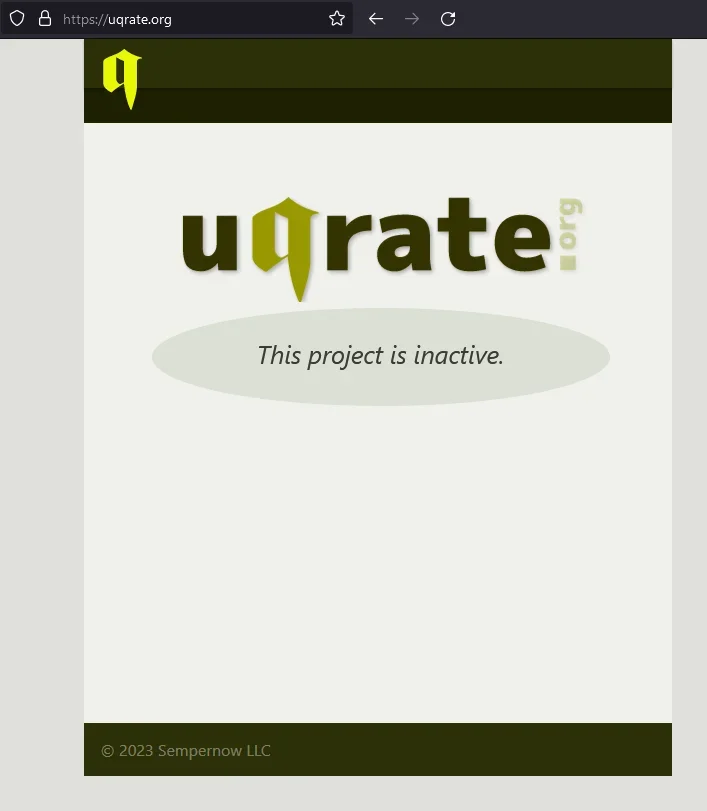 https://uqrate.org
q
uqrate.org
This project is inactive.
© 2023 Sempernow LLC